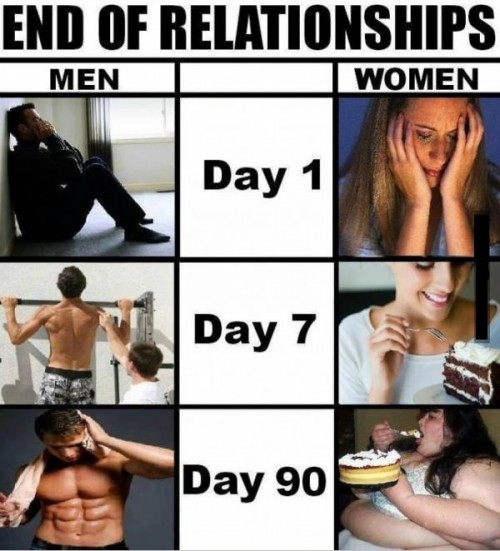 END OF RELATIONSHIPS
MEN
WOMEN
Day 1
Day 7
Day 90